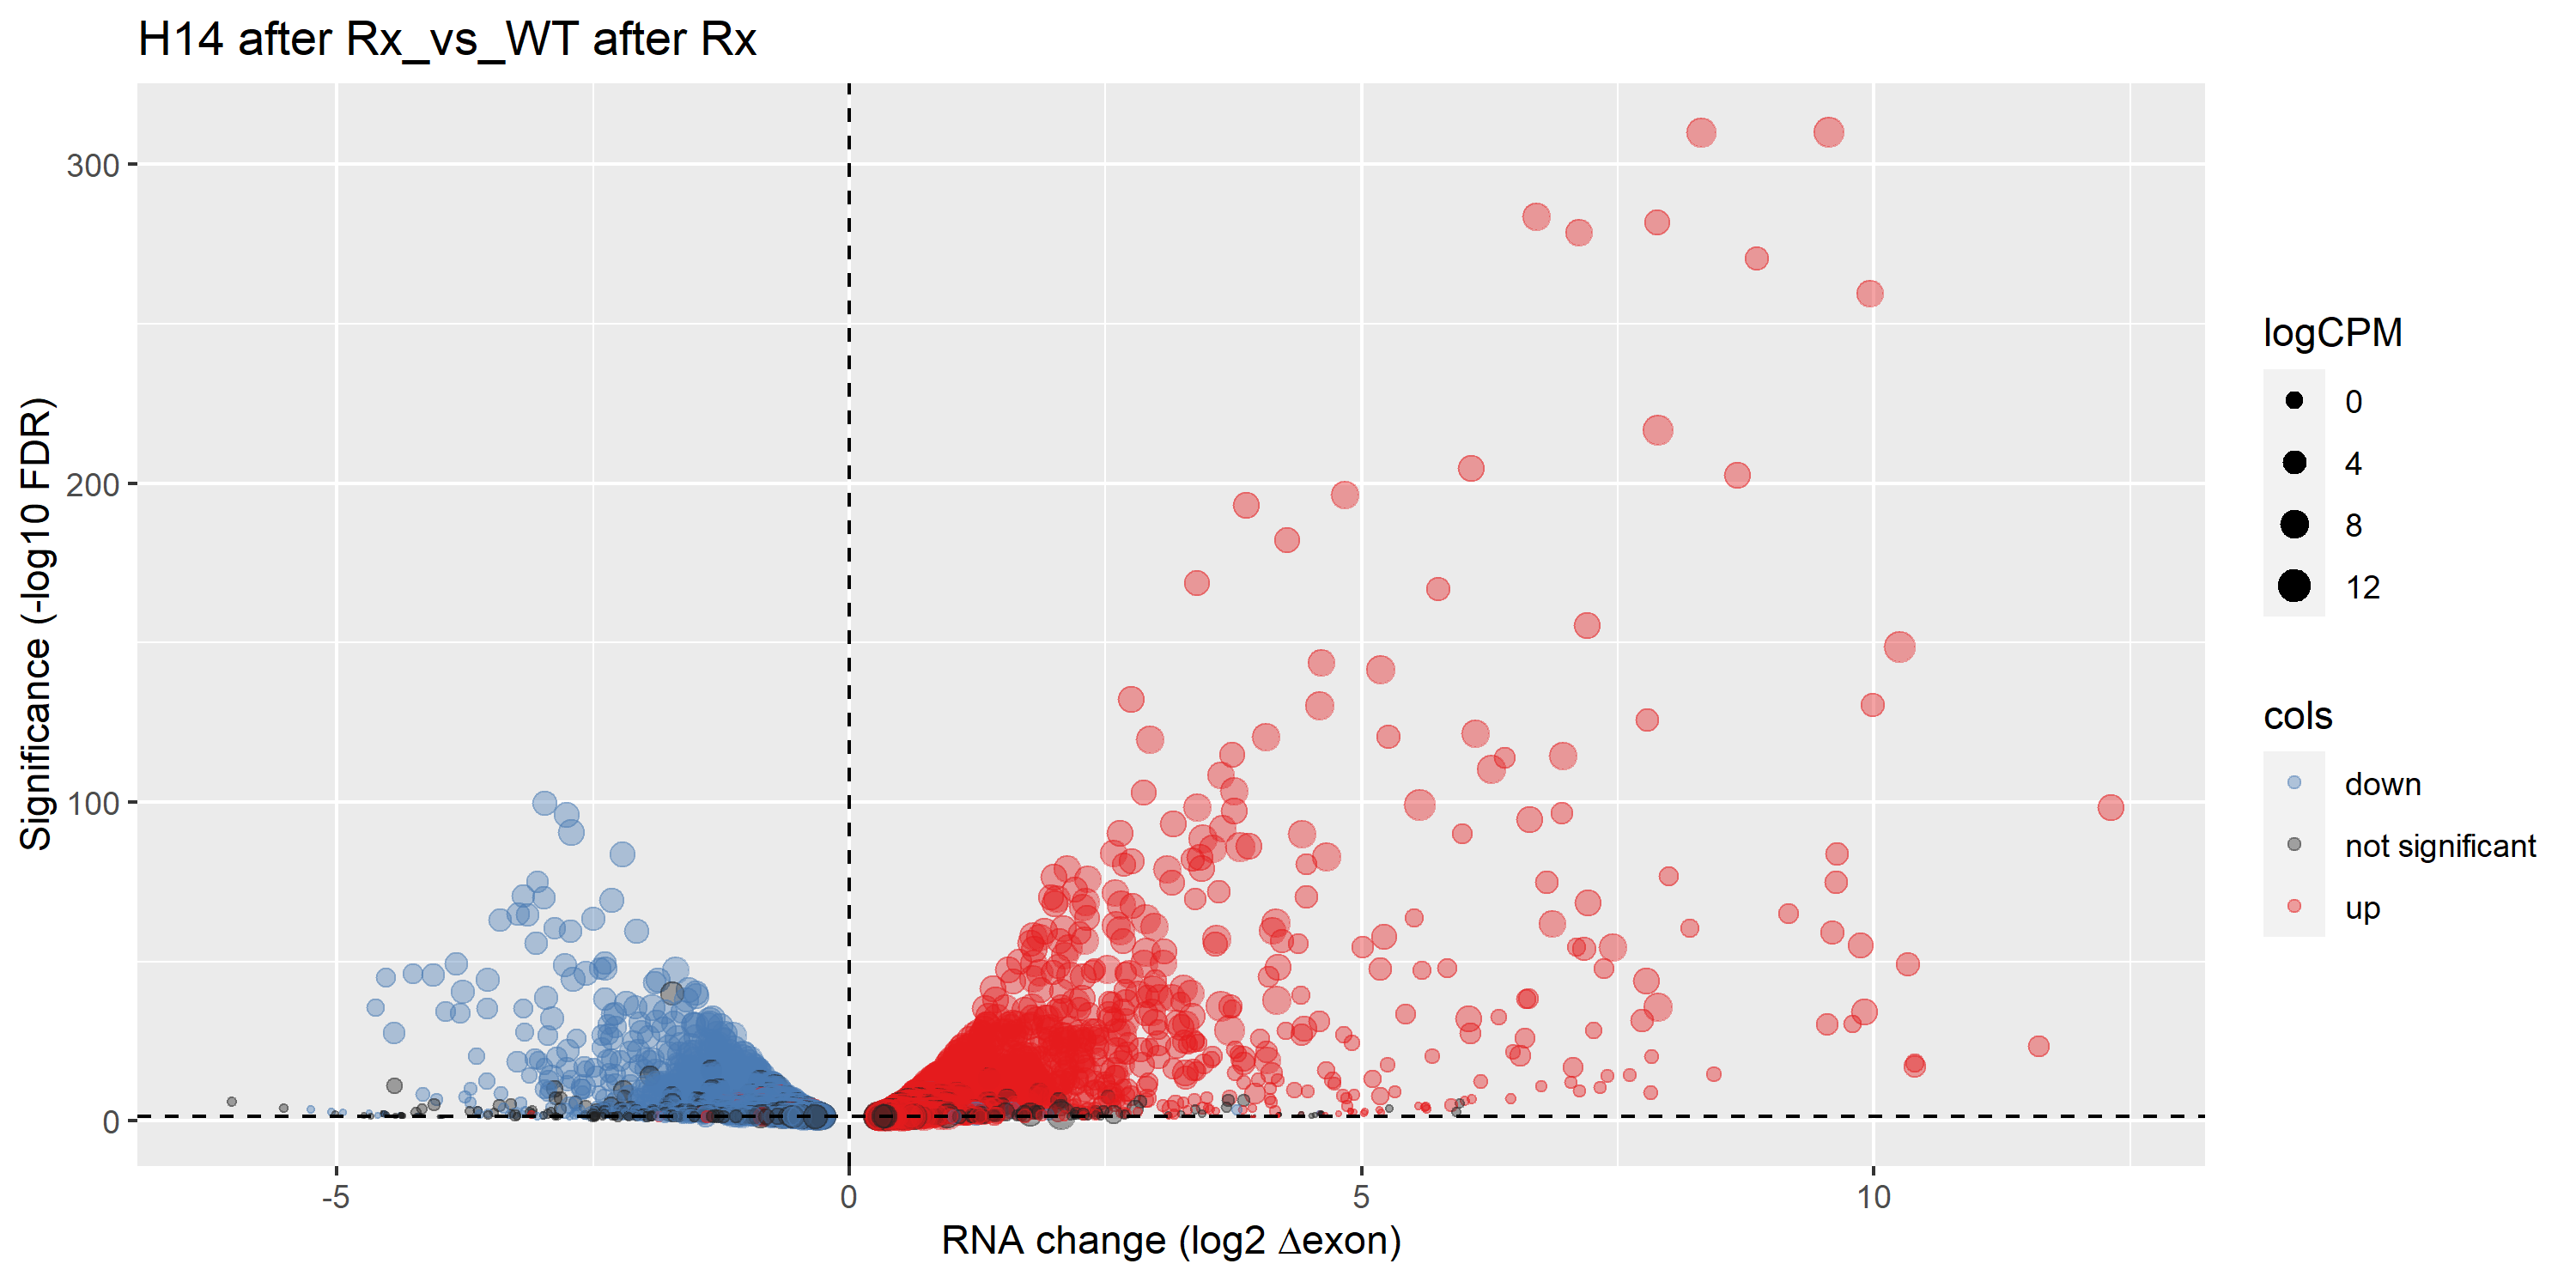 H14 after Rx_vs_WT after Rx
Significance (-log10 FDR)
300
200
100
0
-5
0
5
10
RNA change (log2 Δexon)
logCPM
0
4
8
12
cols
down
not significant
up